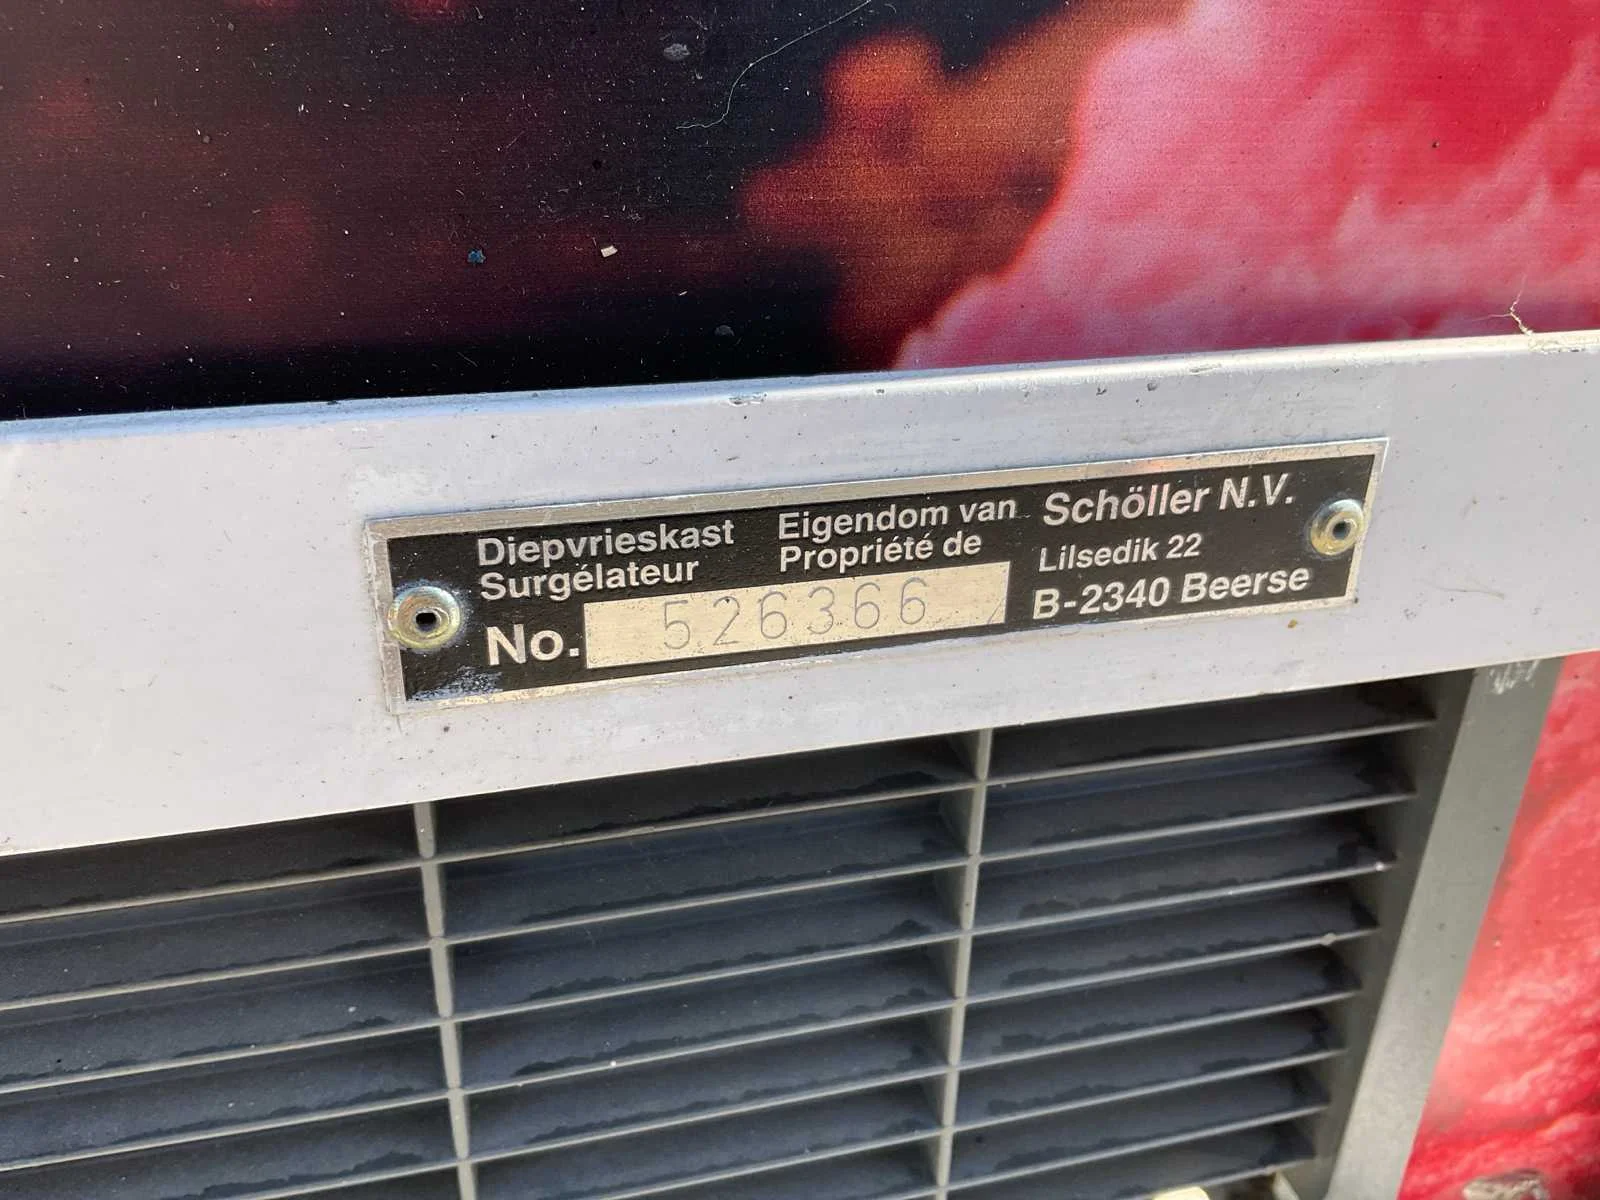 Diepvrieskast
Surgélateur
No. 526366
Eigendom van
Propriété de
Schöller N.V.
Lilsedik 22
B-2340 Beerse